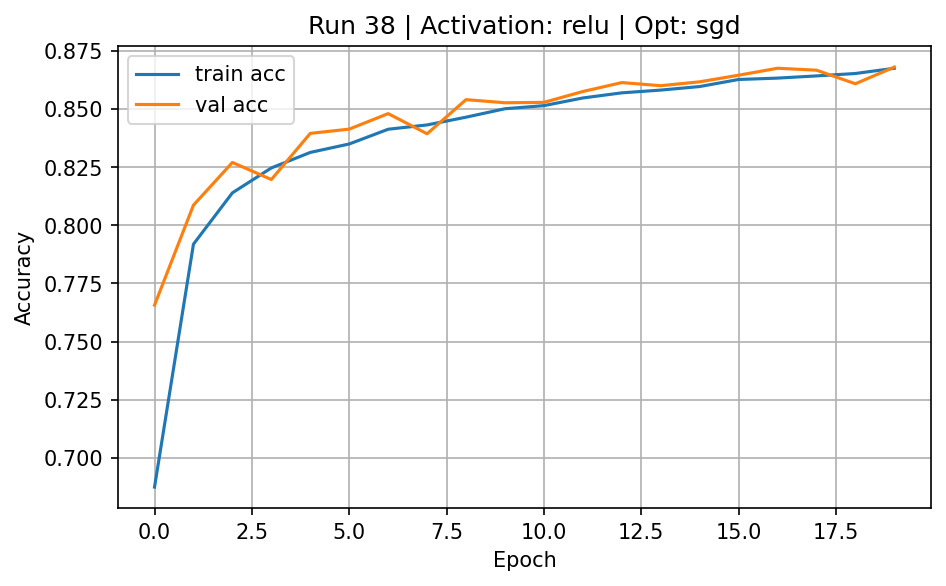 Run 38 | Activation: relu | Opt: sgd
train acc
val acc
0.875
0.850
0.825
0.800
0.775
0.750
0.725
0.700
Accuracy
0.0 2.5 5.0 7.5 10.0 12.5 15.0 17.5
Epoch